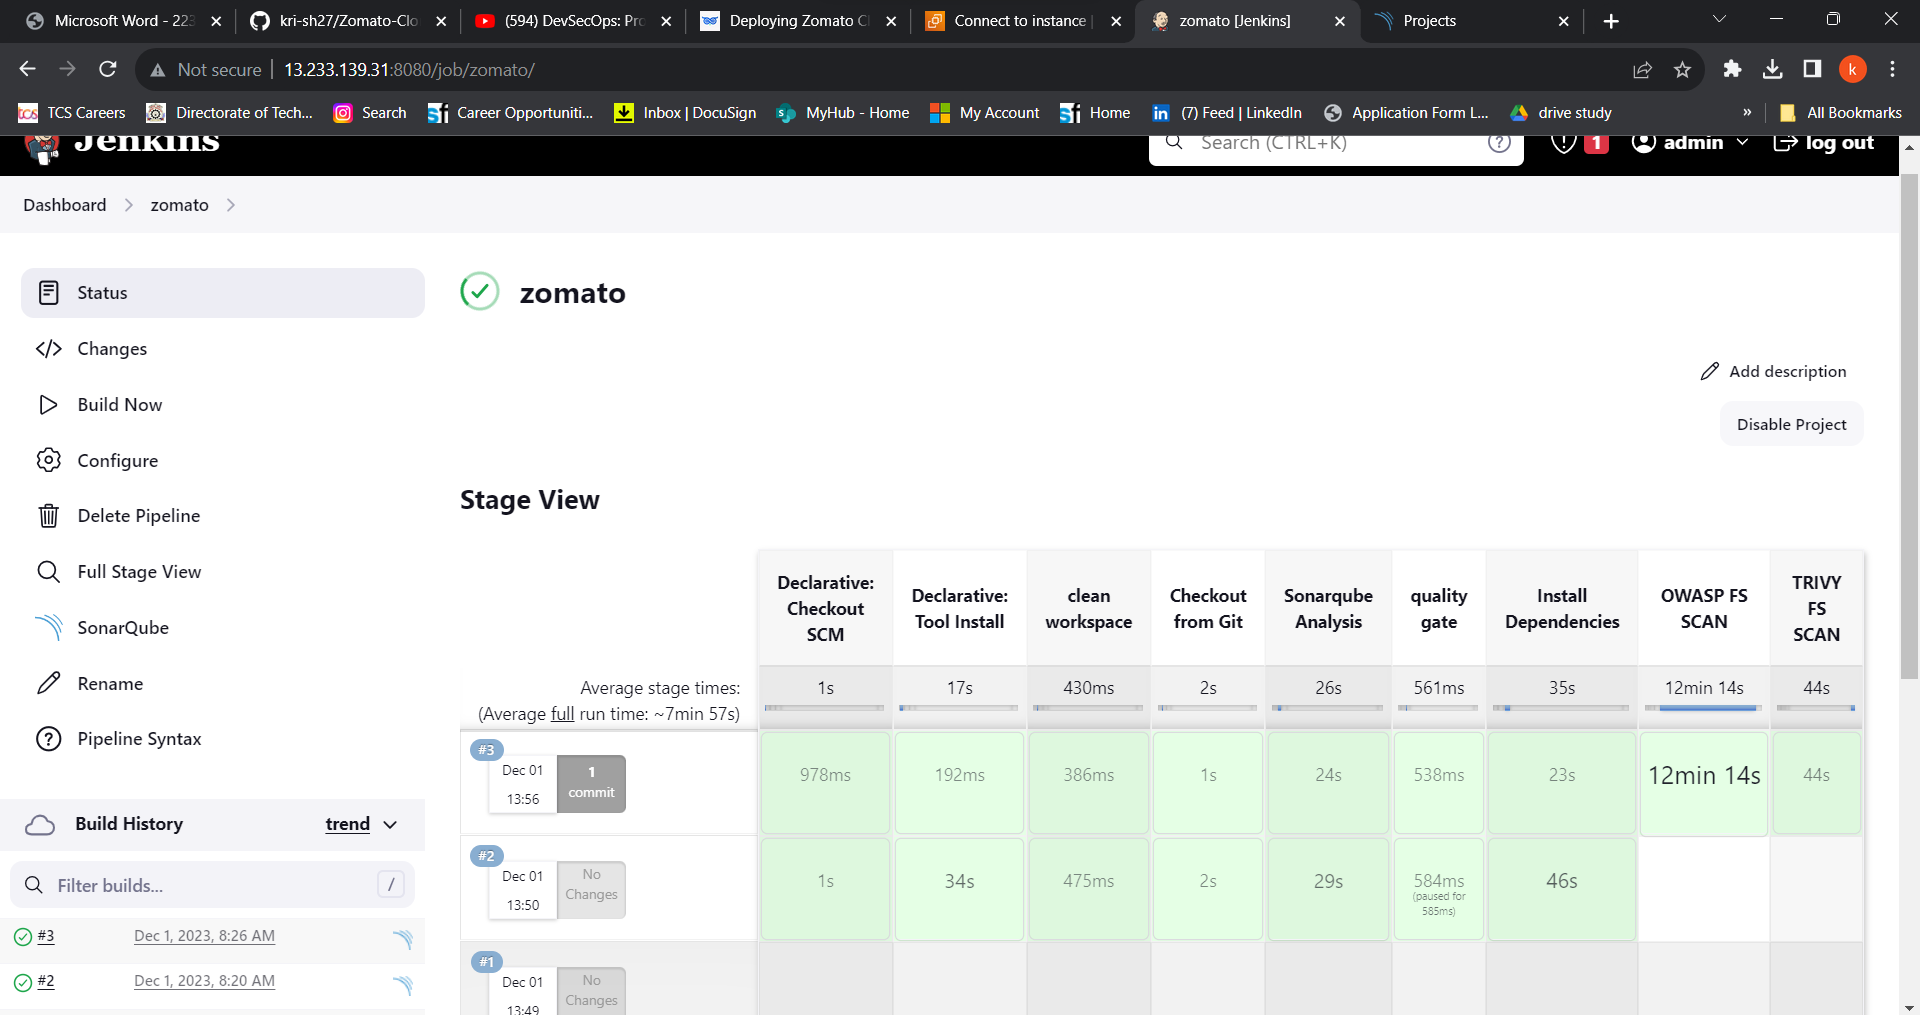 Microsoft Word - 223
kri-sh27/Zomato-Clo
(594) DevSecOps: Pro
Deploying Zomato Cl
Connect to instance |
zomato [Jenkins]
Projects
Not secure
13.233.139.31:8080/job/zomato/
k
tcs TCS Careers
Directorate of Tech...
Search
Career Opportuniti...
Inbox | DocuSign
MyHub - Home
My Account
Home
(7) Feed | LinkedIn
Application Form L...
drive study
»
All Bookmarks
Jenkins
Search (CTRL+K)
?
1
admin
log out
Dashboard
zomato
Status
Changes
Build Now
Configure
Delete Pipeline
Full Stage View
SonarQube
Rename
Pipeline Syntax
Build History
trend
Filter builds...
/
#3
Dec 1, 2023, 8:26 AM
#2
Dec 1, 2023, 8:20 AM
zomato
Add description
Disable Project
Stage View
Declarative:
Checkout
SCM
Declarative:
Tool Install
clean
workspace
Checkout
from Git
Sonarqube
Analysis
quality
gate
Install
Dependencies
OWASP FS
SCAN
TRIVY
FS
SCAN
Average stage times:
(Average full run time: ~7min 57s)
1s
17s
430ms
2s
26s
561ms
35s
12min 14s
44s
#3
Dec 01
13:56
1
commit
978ms
192ms
386ms
1s
24s
538ms
23s
12min 14s
44s
#2
Dec 01
13:50
No
Changes
1s
34s
475ms
2s
29s
584ms
(paused for
585ms)
46s
#1
Dec 01
13:49
No
Changes